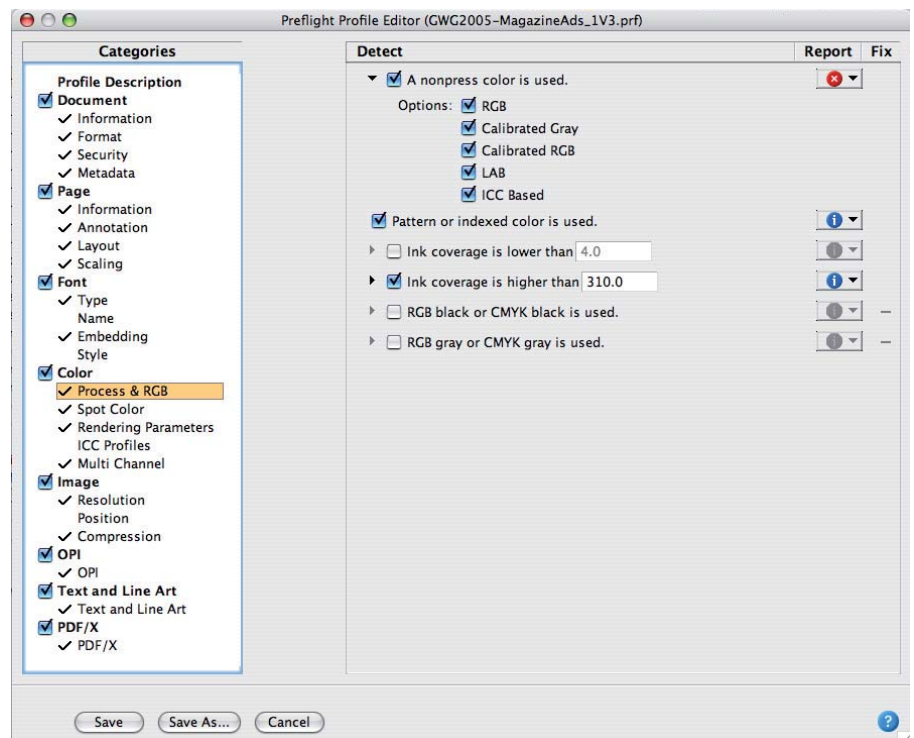 Preflight Profile Editor (GWG2005-MagazineAds_1V3.prf)
Categories
Profile Description
Document
Information
Format
Security
Metadata
Page
Information
Annotation
Layout
Scaling
Font
Type
Name
Embedding
Style
Color
Process & RGB
Spot Color
Rendering Parameters
ICC Profiles
Multi Channel
Image
Resolution
Position
Compression
OPI
OPI
Text and Line Art
Text and Line Art
PDF/X
PDF/X
Detect Report Fix
A nonpress color is used.
Options: RGB
Calibrated Gray
Calibrated RGB
LAB
ICC Based
Pattern or indexed color is used.
Ink coverage is lower than 4.0
Ink coverage is higher than 310.0
RGB black or CMYK black is used. –
RGB gray or CMYK gray is used. –
Save Save As... Cancel ?